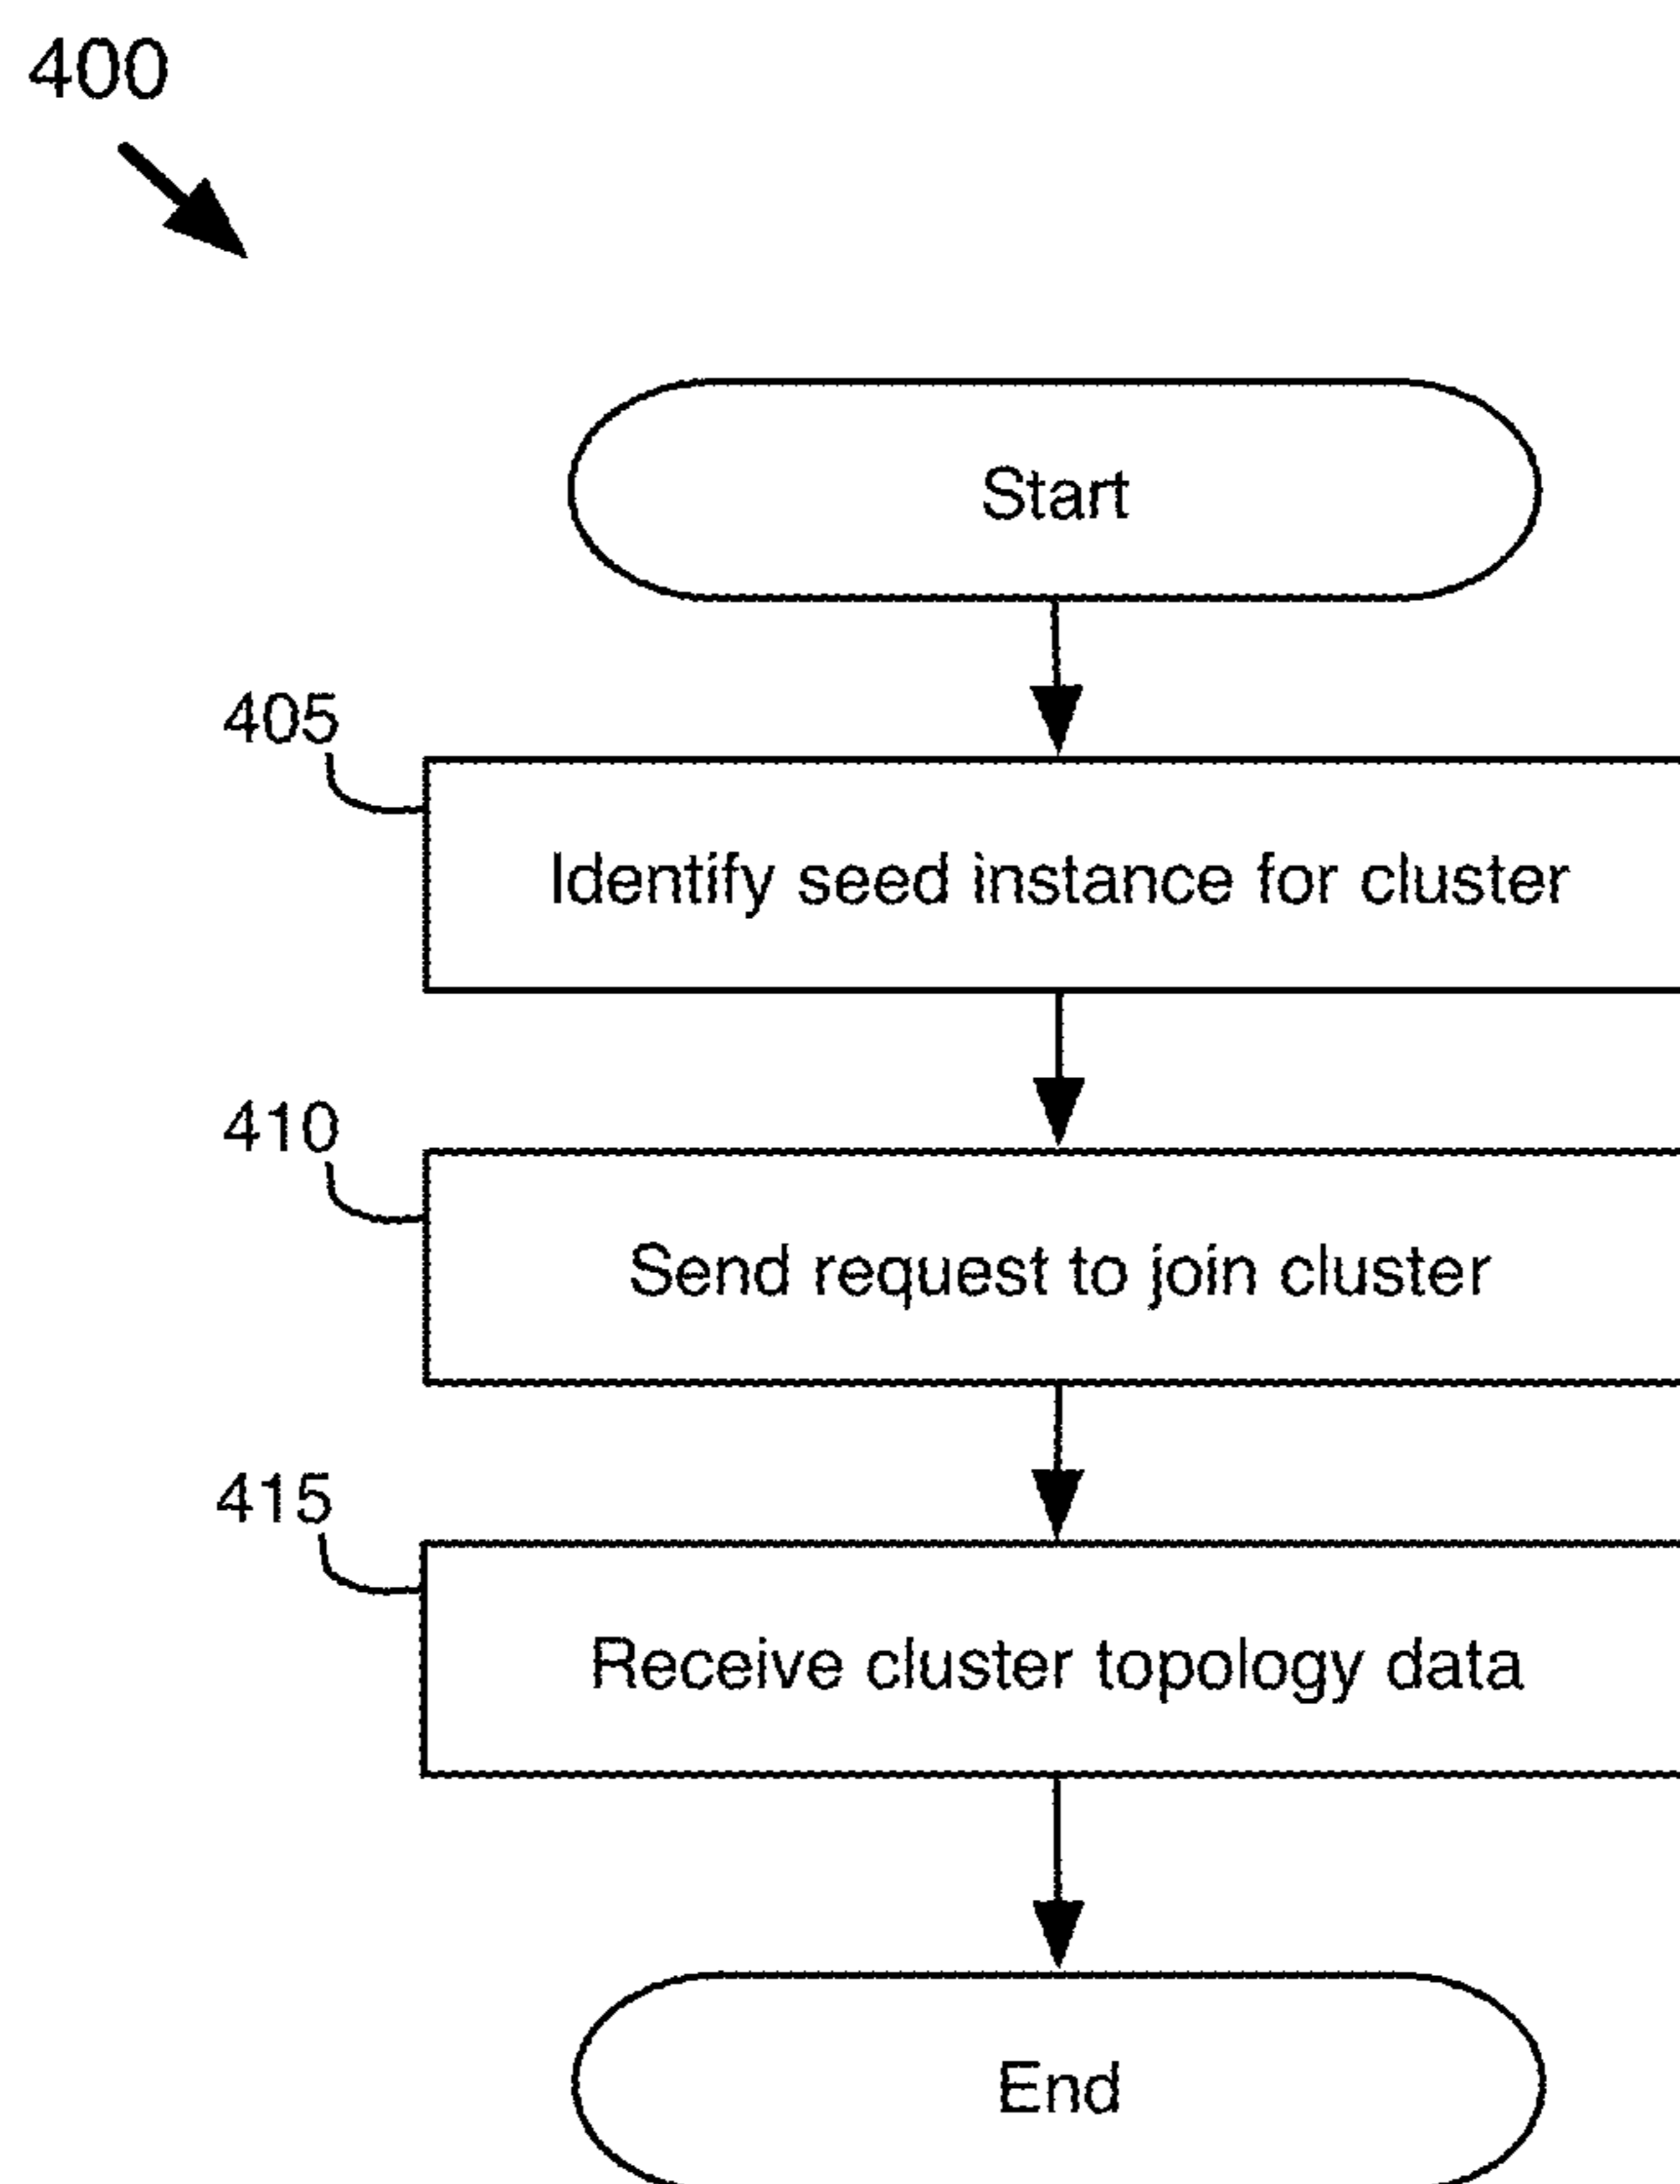 400
Start
405
Identify seed instance for cluster
410
Send request to join cluster
415
Receive cluster topology data
End